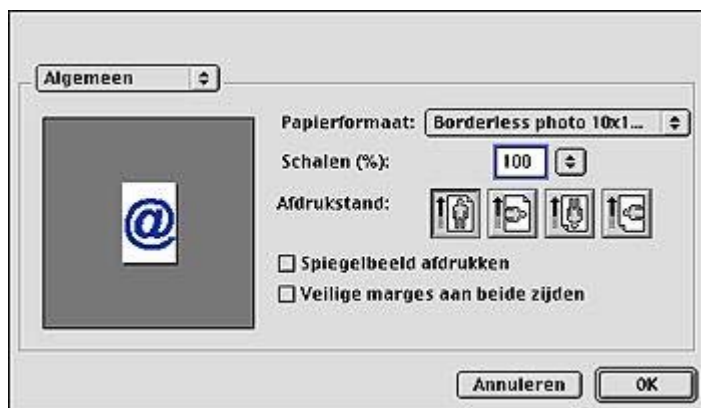 Algemeen
Papierformaat: Borderless photo 10x1...
Schalen (%): 100
Afdrukstand:
@
Spiegelbeeld afdrukken
Veilige marges aan beide zijden
Annuleren OK